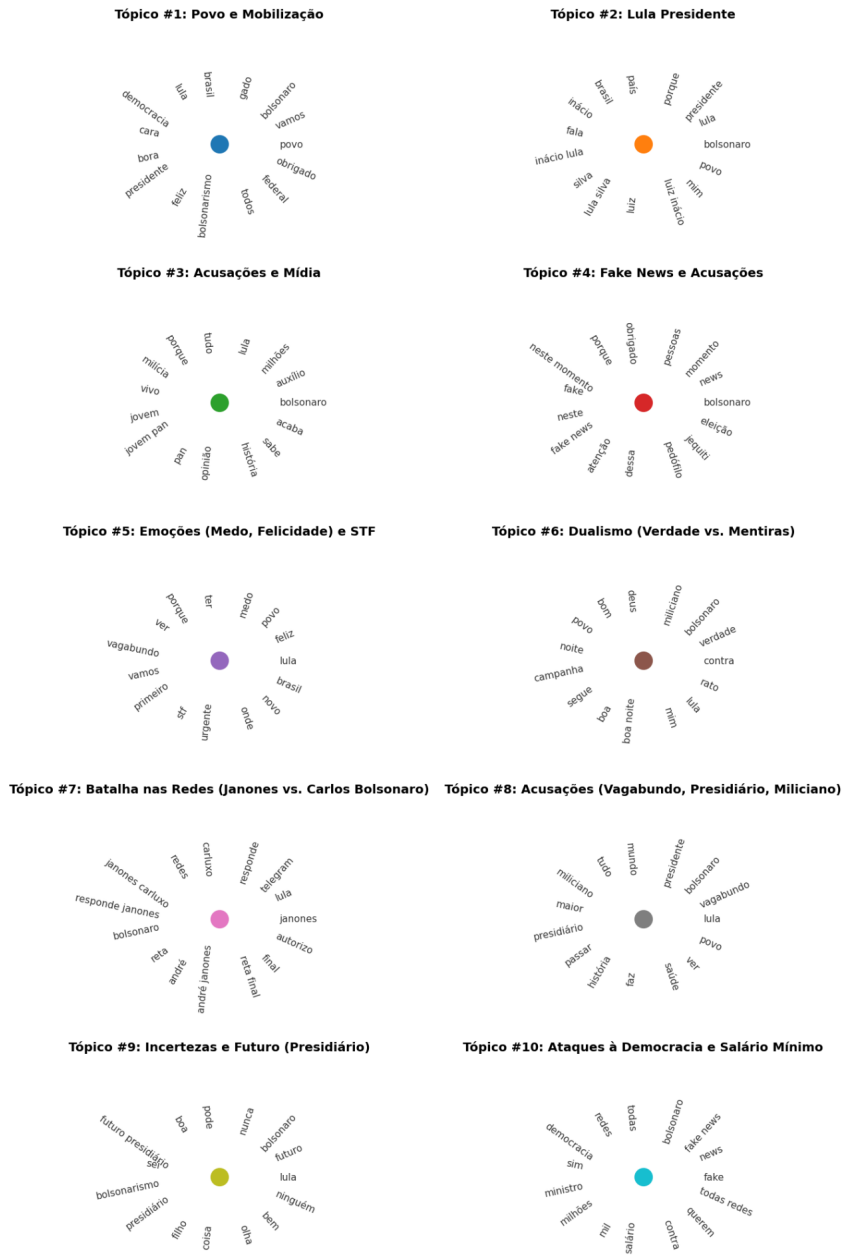 Tópico #1: Povo e Mobilização
povo
vamos
bolsonaro
gado
brasil
lula
democracia
cara
bora
presidente
feliz
bolsonarismo
todos
federal
obrigado
Tópico #2: Lula Presidente
bolsonaro
lula
presidente
porque
país
brasil
inácio
fala
inácio lula
silva
lula silva
luiz
luiz inácio
mim
povo
Tópico #3: Acusações e Mídia
bolsonaro
auxílio
milhões
lula
tudo
porque
milícia
vivo
jovem
jovem pan
pan
opinião
história
sabe
acaba
Tópico #4: Fake News e Acusações
bolsonaro
news
momento
pessoas
obrigado
porque
neste momento
fake
neste
fake news
atenção
dessa
pedófilo
jequiti
eleição
Tópico #5: Emoções (Medo, Felicidade) e STF
lula
feliz
povo
medo
ter
porque
ver
vagabundo
vamos
primeiro
stf
urgente
onde
novo
brasil
Tópico #6: Dualismo (Verdade vs. Mentiras)
contra
verdade
bolsonaro
miliciano
deus
bom
povo
noite
campanha
segue
boa
boa noite
mim
lula
rato
Tópico #7: Batalha nas Redes (Janones vs. Carlos Bolsonaro)
janones
lula
telegram
responde
carluxo
redes
janones carluxo
responde janones
bolsonaro
reta
andré
andré janones
reta final
final
autorizo
Tópico #8: Acusações (Vagabundo, Presidiário, Miliciano)
lula
vagabundo
bolsonaro
presidente
mundo
tudo
miliciano
maior
presidiário
passar
história
faz
saúde
ver
povo
Tópico #9: Incertezas e Futuro (Presidiário)
lula
futuro
bolsonaro
nunca
pode
boa
futuro presidiário
sei
bolsonarismo
presidiário
filho
coisa
olha
bem
ninguém
Tópico #10: Ataques à Democracia e Salário Mínimo
fake
news
fake news
bolsonaro
todas
redes
democracia
sim
ministro
milhões
mil
salário
contra
querem
todas redes